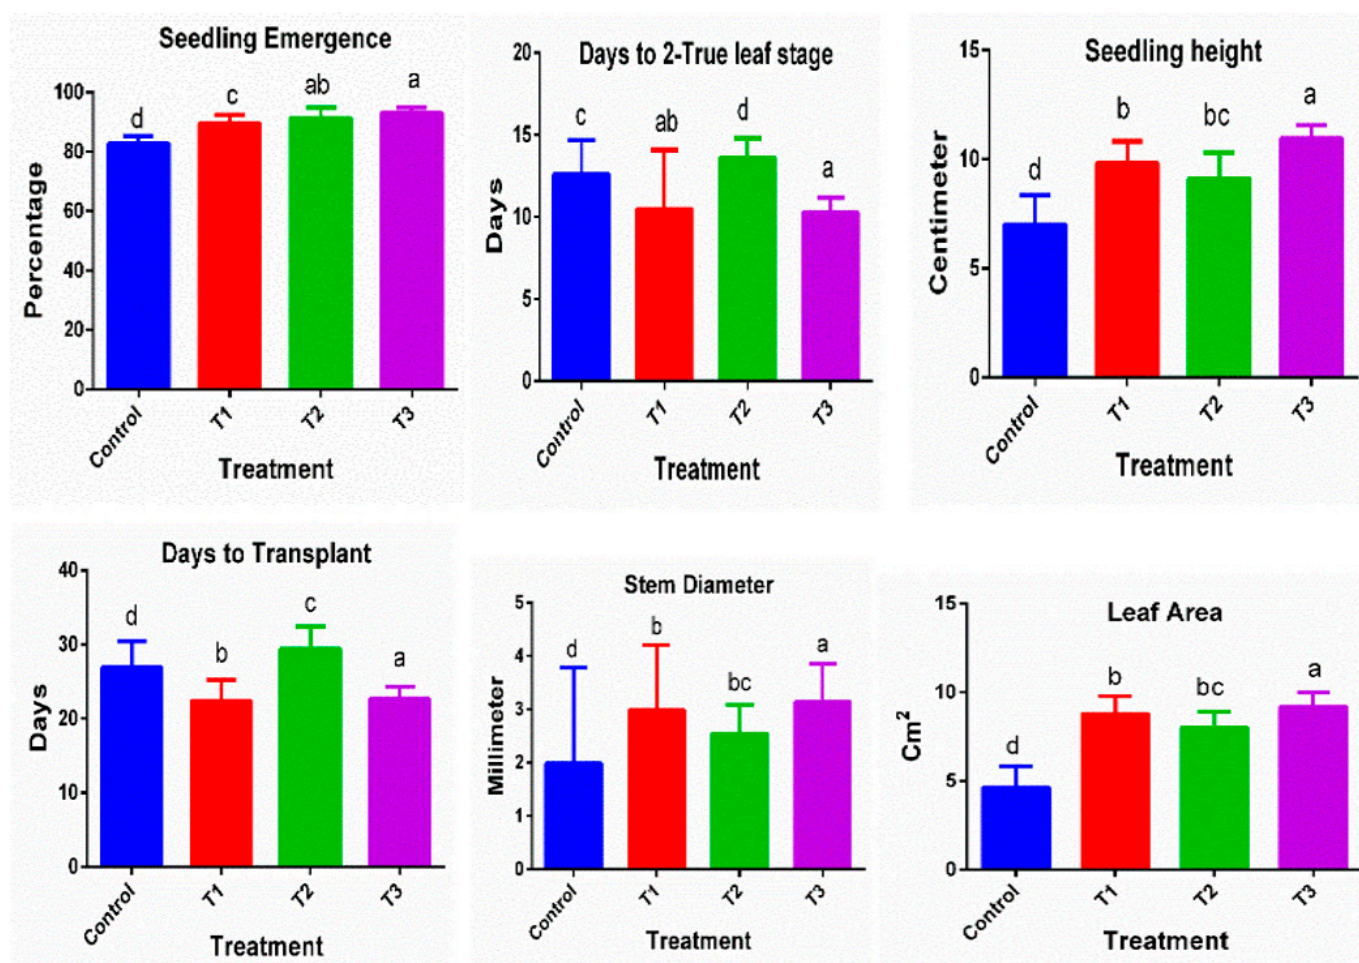 Seedling Emergence
Percentage
100
80
60
40
20
0
d
c
ab
a
Control
T1
T2
T3
Treatment
Days to 2-True leaf stage
Days
20
15
10
5
0
c
ab
d
a
Control
T1
T2
T3
Treatment
Seedling height
Centimeter
15
10
5
0
d
b
bc
a
Control
T1
T2
T3
Treatment
Days to Transplant
Days
40
30
20
10
0
d
b
c
a
Control
T1
T2
T3
Treatment
Stem Diameter
Millimeter
5
4
3
2
1
0
d
b
bc
a
Control
T1
T2
T3
Treatment
Leaf Area
Cm²
15
10
5
0
d
b
bc
a
Control
T1
T2
T3
Treatment